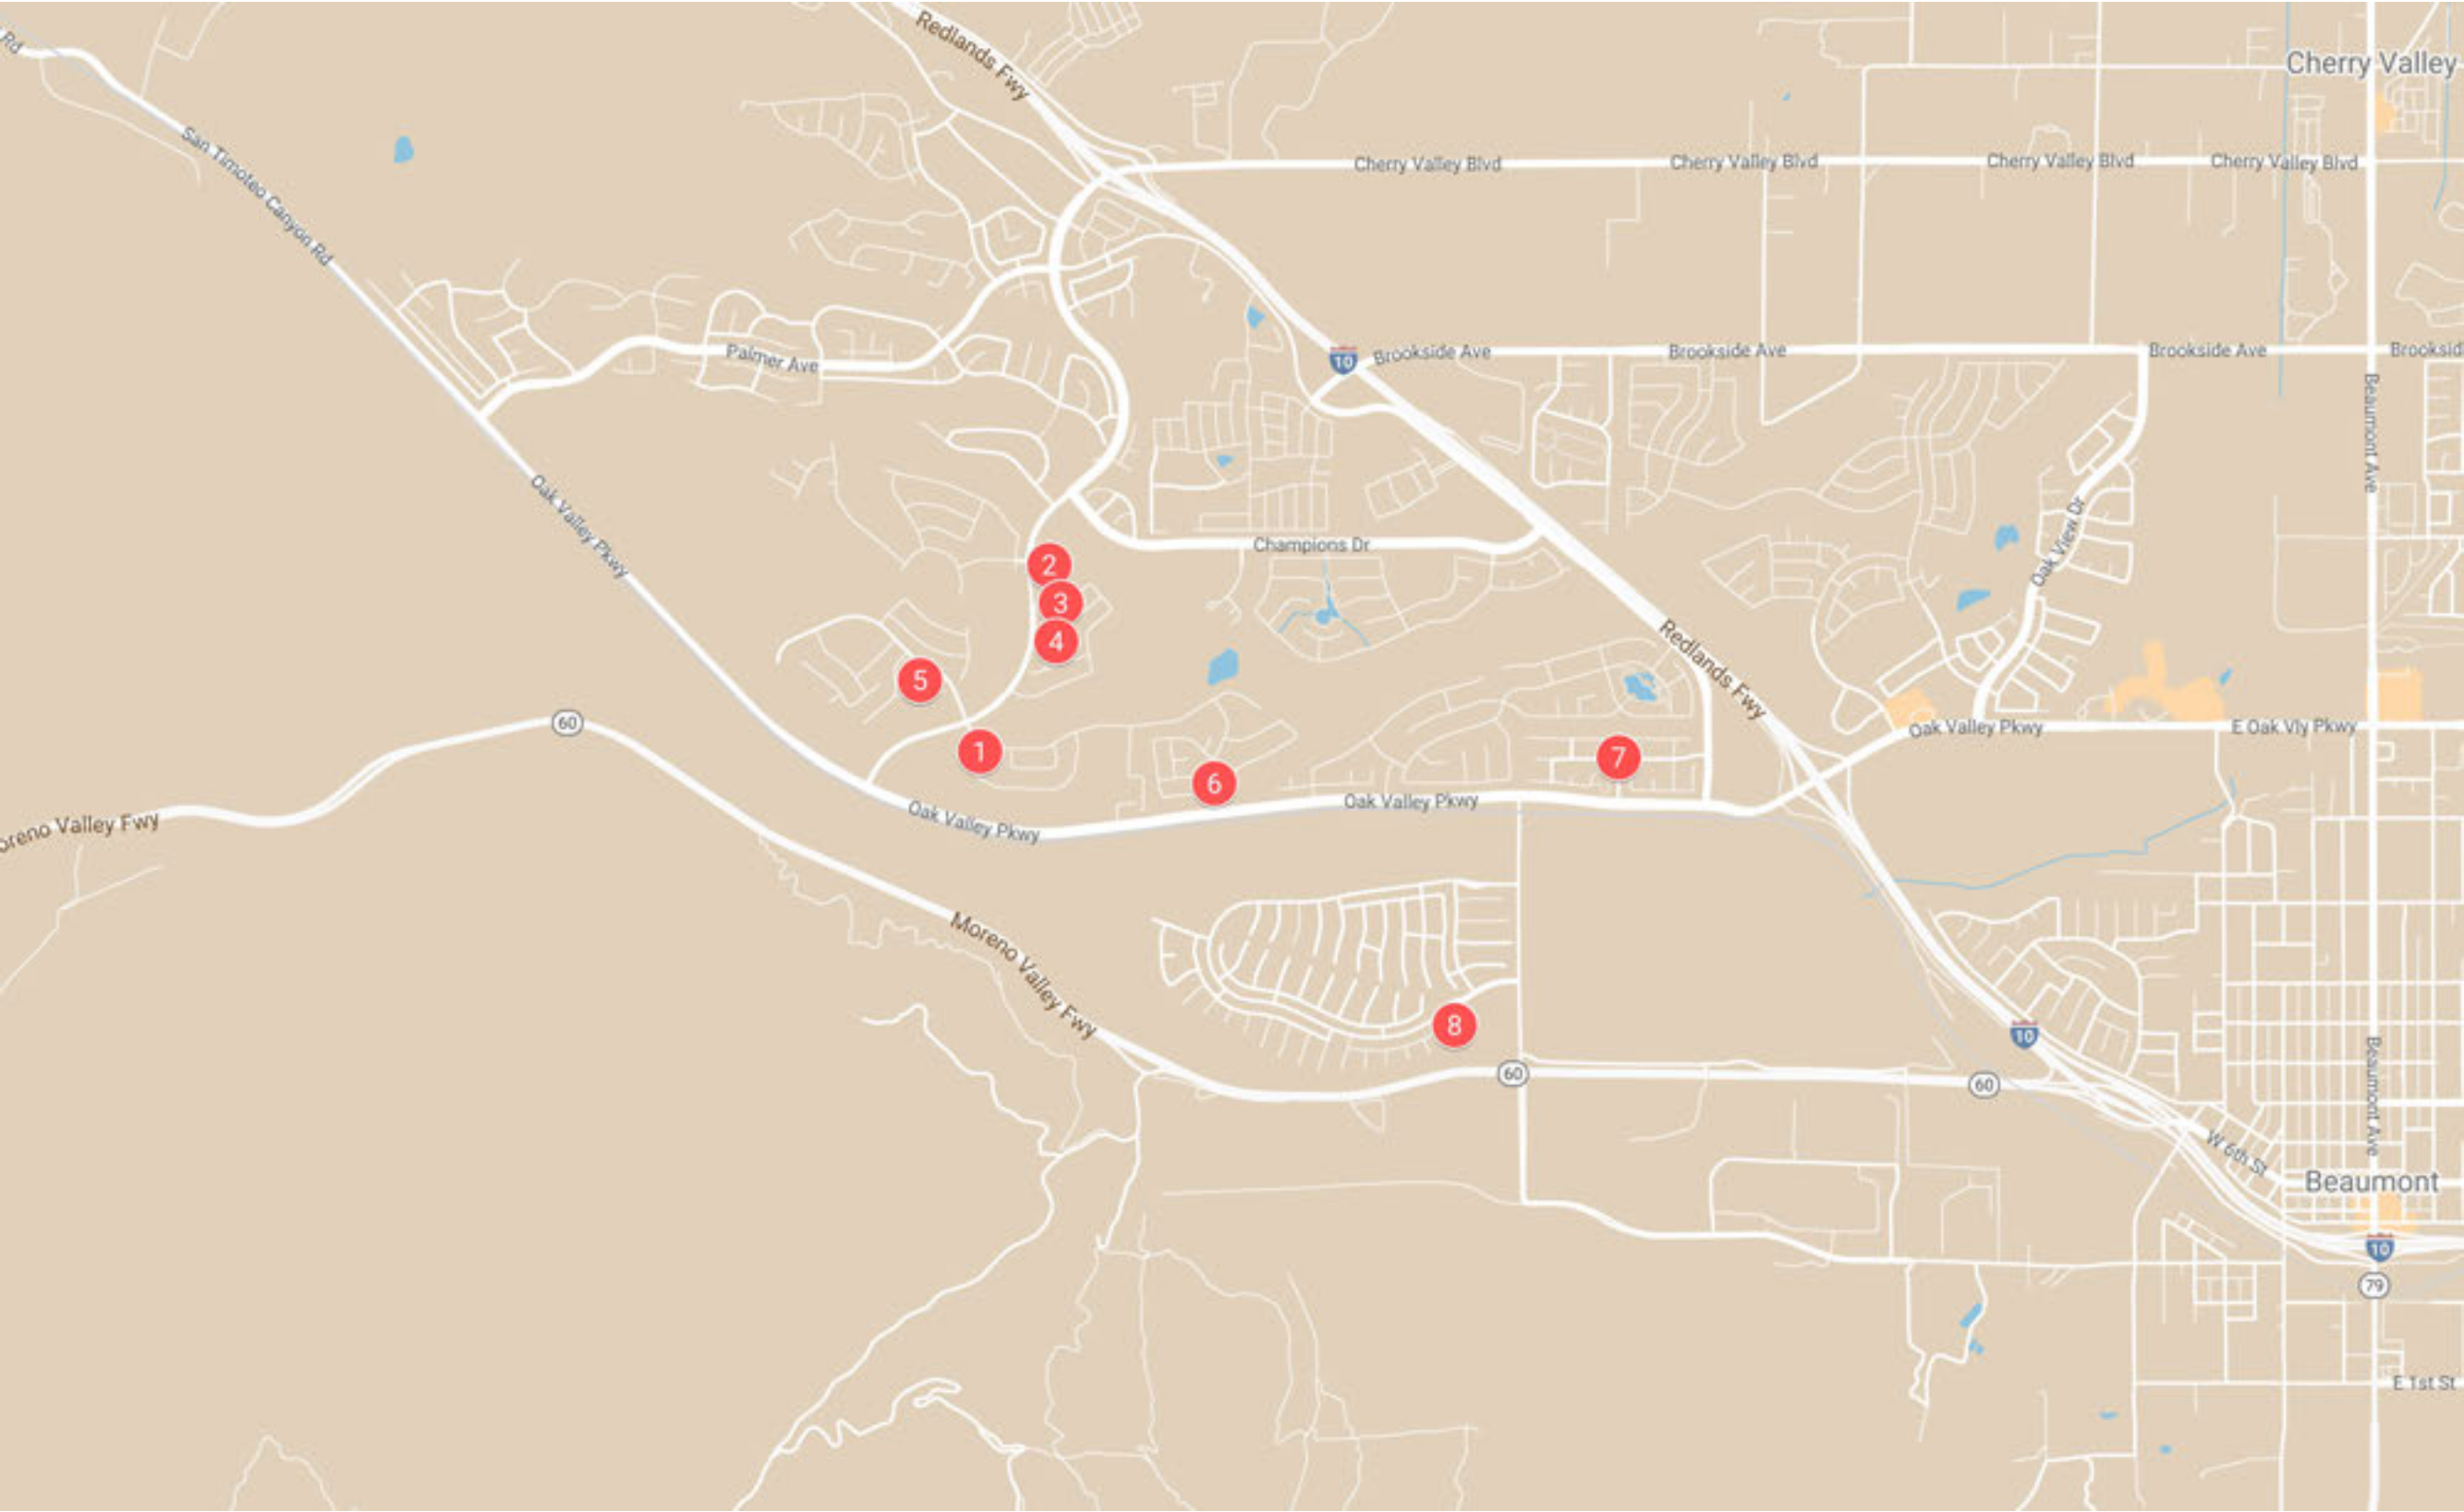 Redlands Fwy
Rd
Cherry Valley
San Timoteo Canyon Rd
Cherry Valley Blvd
Cherry Valley Blvd
Cherry Valley Blvd
Cherry Valley Blvd
10
Brookside Ave
Brookside Ave
Brookside Ave
Brooksid
Palmer Ave
Beaumont Ave
Oak Valley Pkwy
Champions Dr
Oak View Dr
2
3
4
5
Redlands Fwy
60
1
7
6
Oak Valley Pkwy
E Oak Vly Pkwy
oreno Valley Fwy
Oak Valley Pkwy
Oak Valley Pkwy
Moreno Valley Fwy
8
10
60
60
Beaumont Ave
W 6th St
Beaumont
10
79
E 1st St